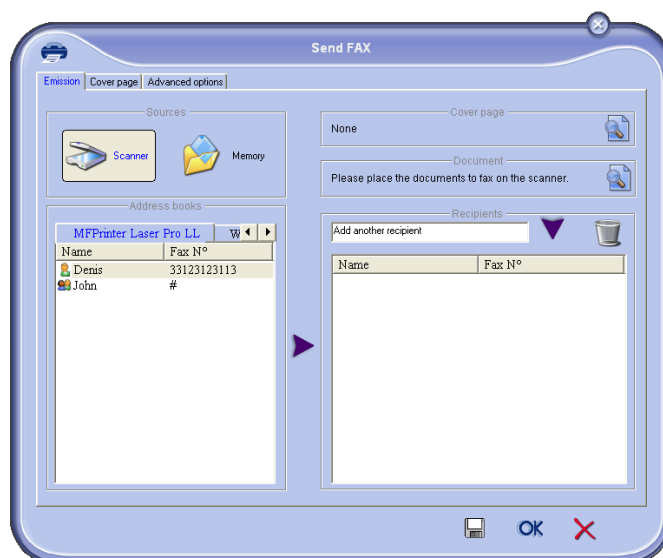 Send FAX
Emission Cover page Advanced options
Sources
Scanner Memory
Cover page
None
Document
Please place the documents to fax on the scanner.
Address books
MFPrinter Laser Pro LL
Name Fax N°
Denis 33123123113
John #
Recipients
Add another recipient
Name Fax N°
OK